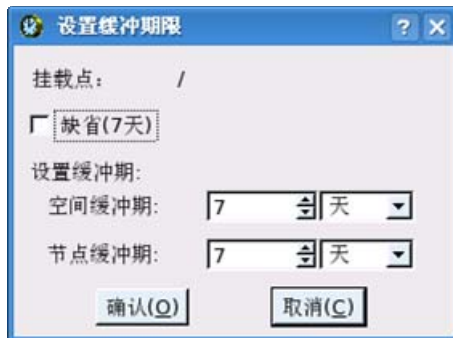 设置缓冲期限
挂载点: /
缺省(7天)
设置缓冲期:
空间缓冲期: 7 天
节点缓冲期: 7 天
确认(O) 取消(C)